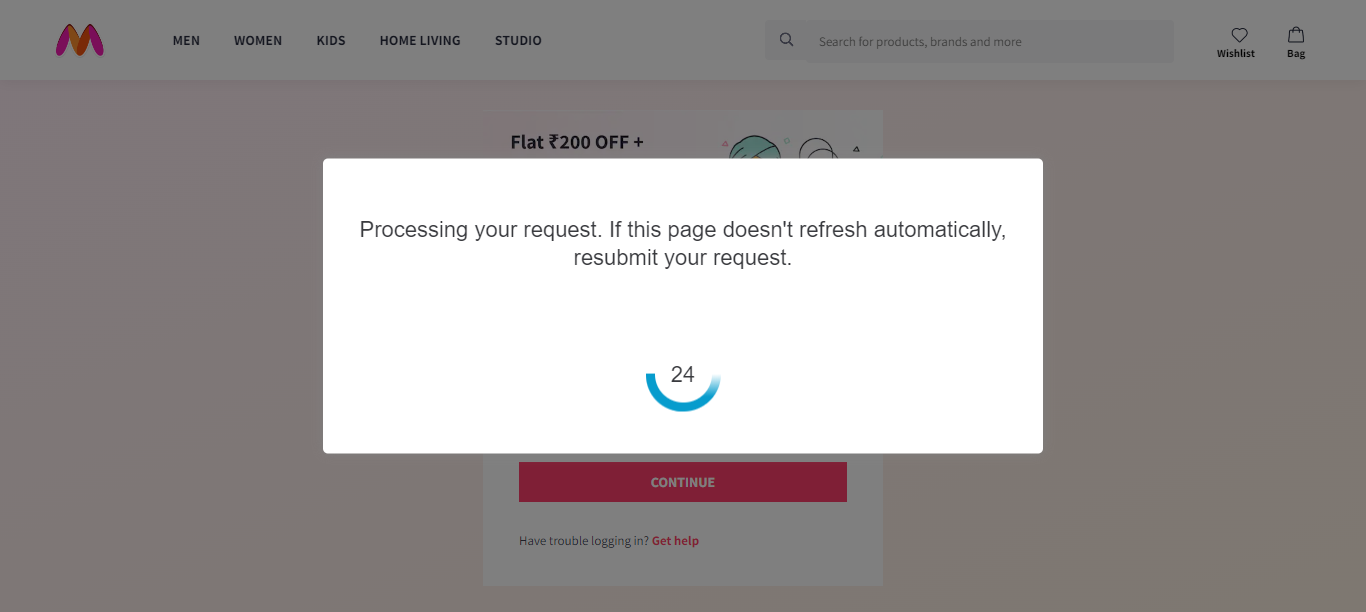 MEN WOMEN KIDS HOME LIVING STUDIO Search for products, brands and more Wishlist Bag
Flat ₹200 OFF +
Processing your request. If this page doesn't refresh automatically,
resubmit your request.
24
CONTINUE
Have trouble logging in? Get help